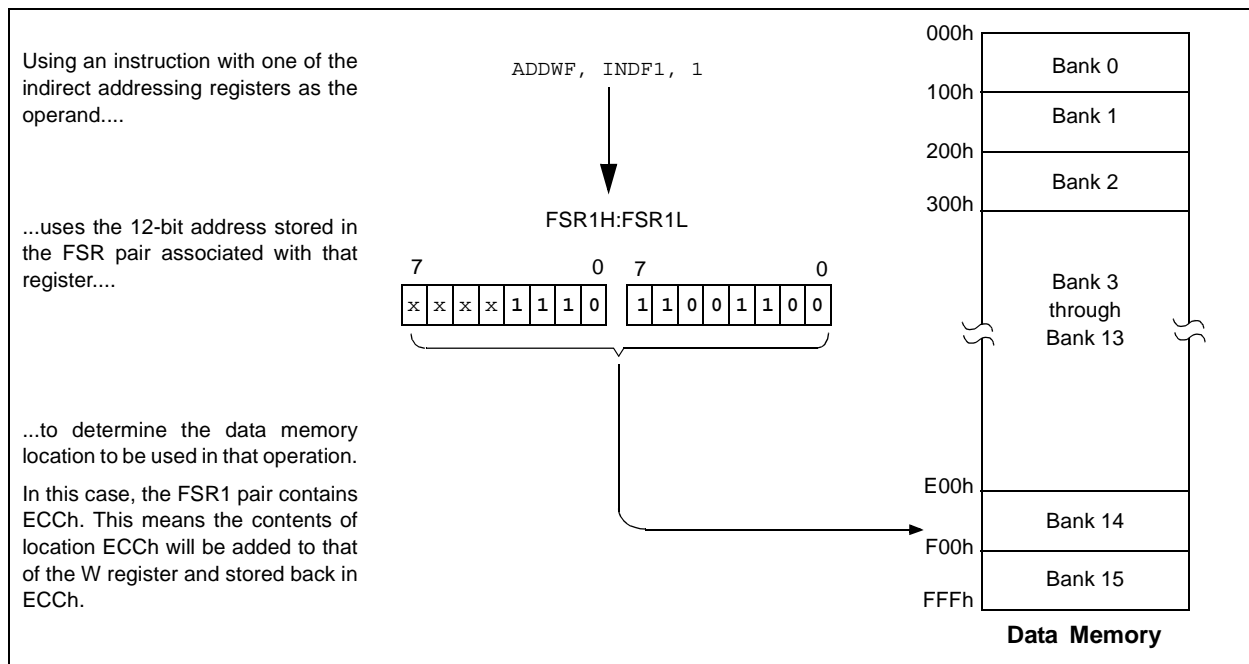 Using an instruction with one of the
indirect addressing registers as the
operand....
ADDWF, INDF1, 1
...uses the 12-bit address stored in
the FSR pair associated with that
register....
FSR1H:FSR1L
7 0 7 0
x x x x 1 1 1 0 1 1 0 0 1 1 0 0
...to determine the data memory
location to be used in that operation.
In this case, the FSR1 pair contains
ECCh. This means the contents of
location ECCh will be added to that
of the W register and stored back in
ECCh.
000h
Bank 0
100h
Bank 1
200h
Bank 2
300h
Bank 3
through
Bank 13
E00h
Bank 14
F00h
Bank 15
FFFh
Data Memory